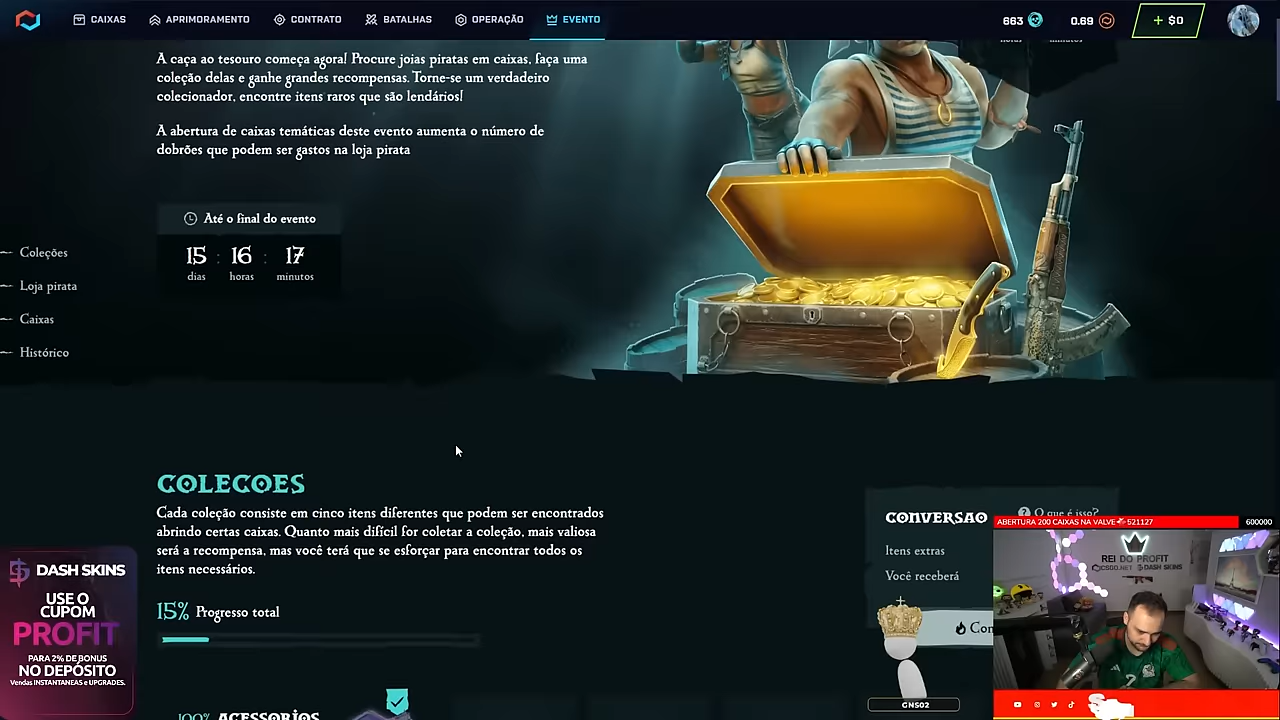 CAIXAS
APRIMORAMENTO
CONTRATO
BATALHAS
OPERAÇÃO
EVENTO
663
0.69
+ $0
A caça ao tesouro começa agora! Procure joias piratas em caixas, faça uma
coleção delas e ganhe grandes recompensas. Torne-se um verdadeiro
colecionador, encontre itens raros que são lendários!
A abertura de caixas temáticas deste evento aumenta o número de
dobrões que podem ser gastos na loja pirata
Até o final do evento
15 : 16 : 17
dias horas minutos
Coleções
Loja pirata
Caixas
Histórico
COLECOES
Cada coleção consiste em cinco itens diferentes que podem ser encontrados
abrindo certas caixas. Quanto mais difícil for coletar a coleção, mais valiosa
será a recompensa, mas você terá que se esforçar para encontrar todos os
itens necessários.
15% Progresso total
100% ACESSORIOS
CONVERSAO
? O que é isso?
Itens extras
Você receberá
Con
DASH SKINS
USE O
CUPOM
PROFIT
PARA 2% DE BONUS
NO DEPÓSITO
Vendas INSTANTANEAS e UPGRADES.
ABERTURA 200 CAIXAS NA VALVE 521127
600000
REI DO PROFIT
CSGO.NET DASH SKINS
GNS02